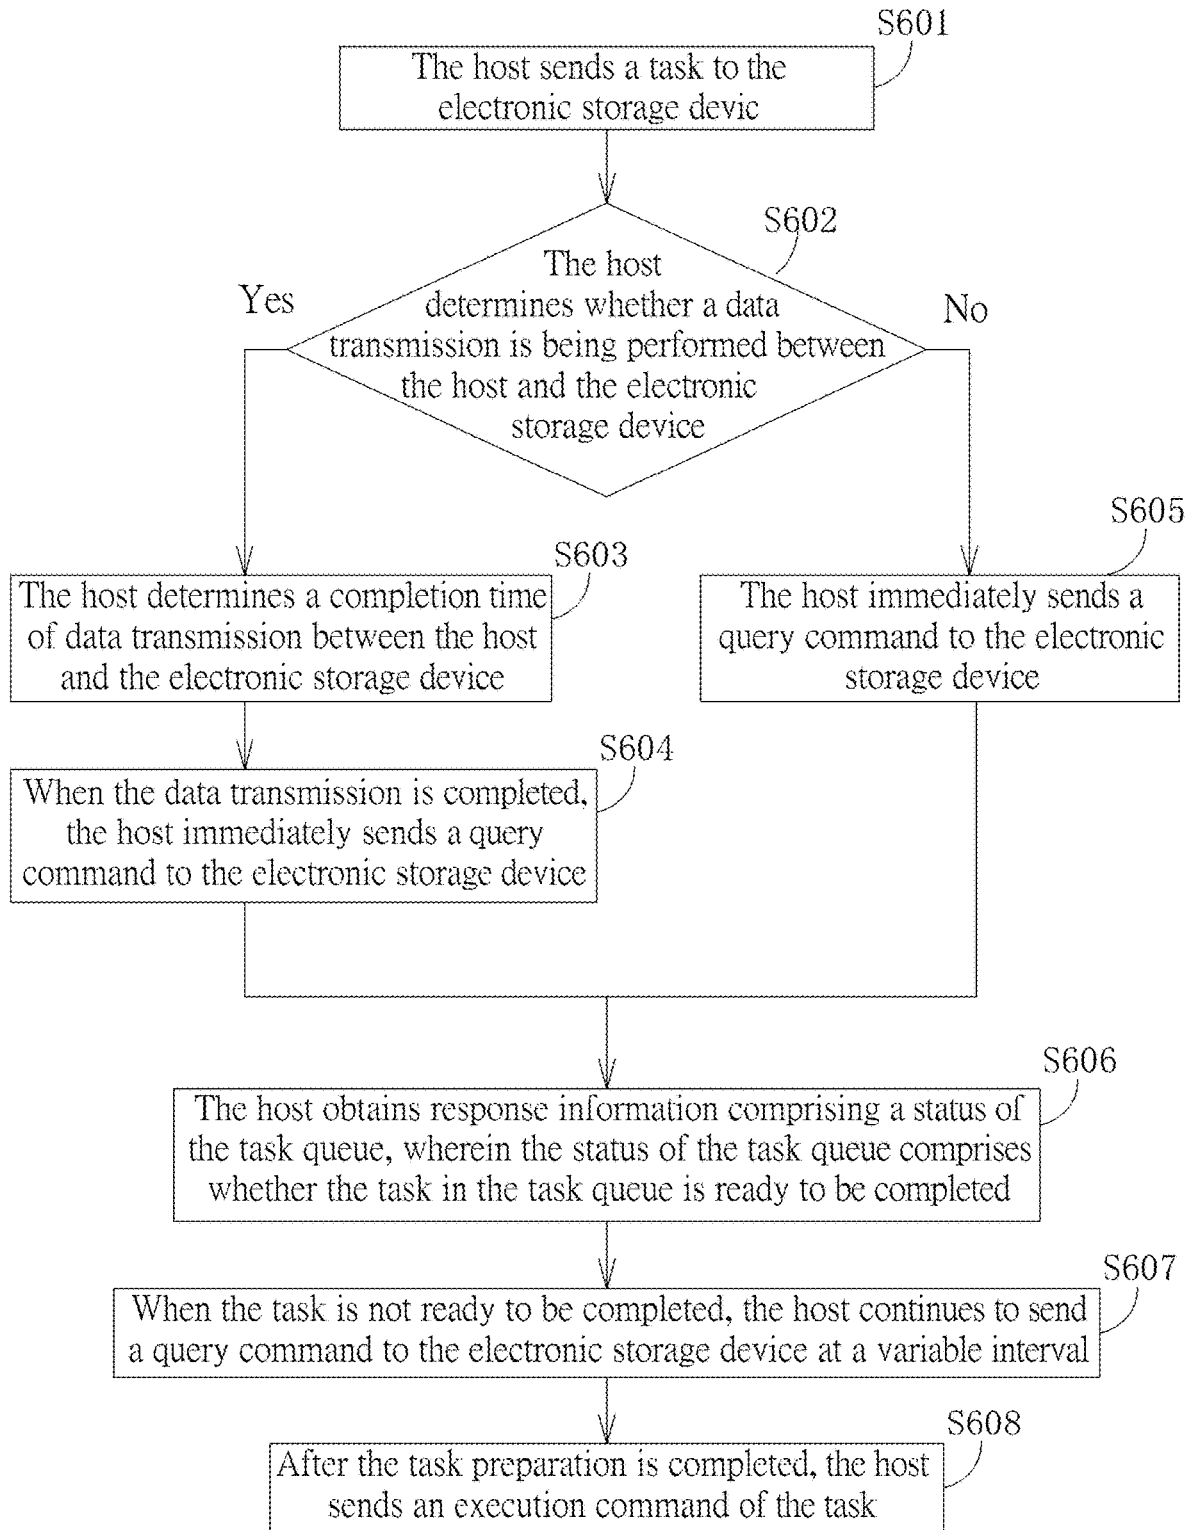 S601
The host sends a task to the
electronic storage devic
S602
The host
determines whether a data
transmission is being performed between
the host and the electronic
storage device
Yes
No
S603
The host determines a completion time
of data transmission between the host
and the electronic storage device
S605
The host immediately sends a
query command to the electronic
storage device
S604
When the data transmission is completed,
the host immediately sends a query
command to the electronic storage device
S606
The host obtains response information comprising a status of
the task queue, wherein the status of the task queue comprises
whether the task in the task queue is ready to be completed
S607
When the task is not ready to be completed, the host continues to send
a query command to the electronic storage device at a variable interval
S608
After the task preparation is completed, the host
sends an execution command of the task